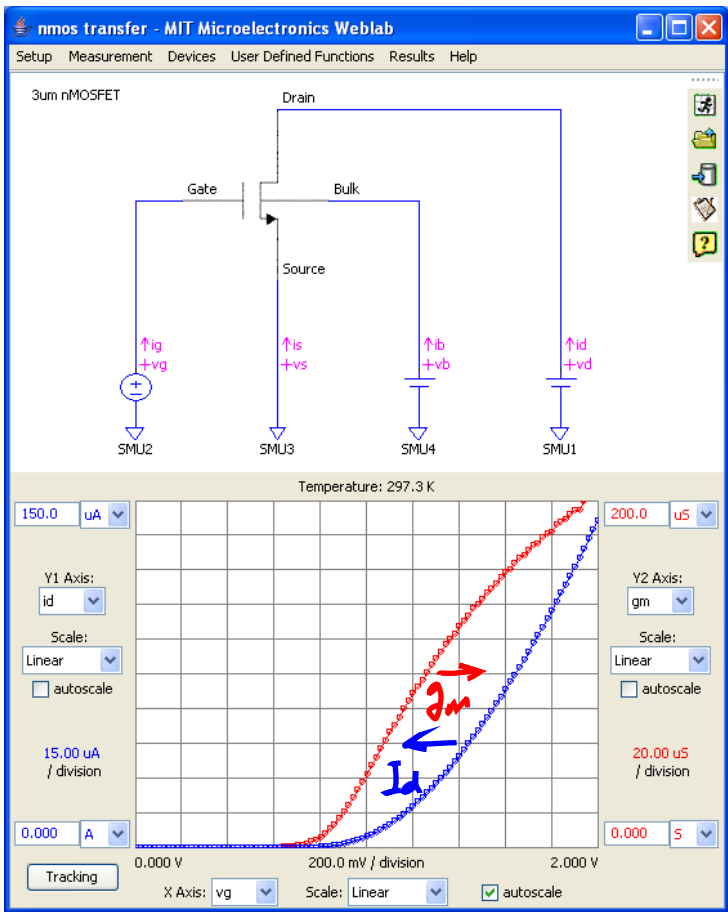 nmos transfer - MIT Microelectronics Weblab
Setup Measurement Devices User Defined Functions Results Help
3um nMOSFET
Drain
Gate
Bulk
Source
↑ig
+vg
↑is
+vs
↑ib
+vb
↑id
+vd
SMU2
SMU3
SMU4
SMU1
Temperature: 297.3 K
150.0 uA
Y1 Axis:
id
Scale:
Linear
autoscale
15.00 uA
/ division
0.000 A
Tracking
gm
Id
200.0 uS
Y2 Axis:
gm
Scale:
Linear
autoscale
20.00 uS
/ division
0.000 S
0.000 V 200.0 mV / division 2.000 V
X Axis: vg Scale: Linear autoscale